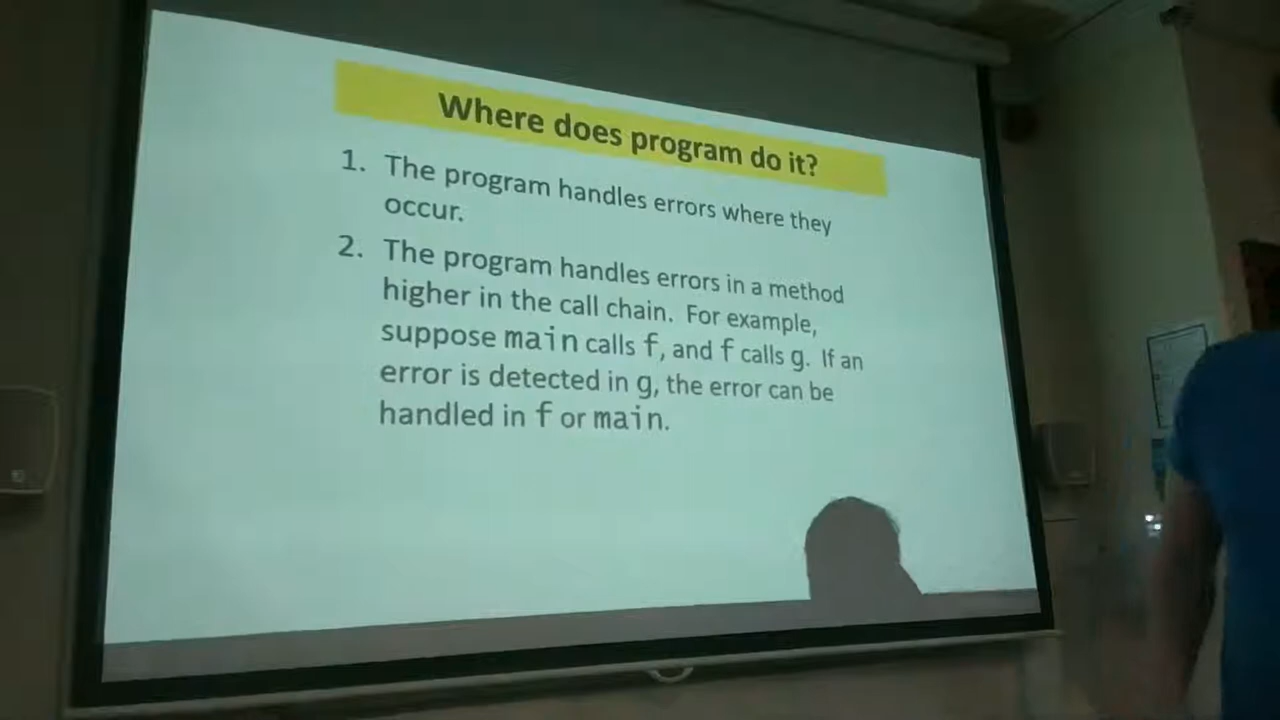 Where does program do it?
1. The program handles errors where they
occur.
2. The program handles errors in a method
higher in the call chain. For example,
suppose main calls f, and f calls g. If an
error is detected in g, the error can be
handled in f or main.